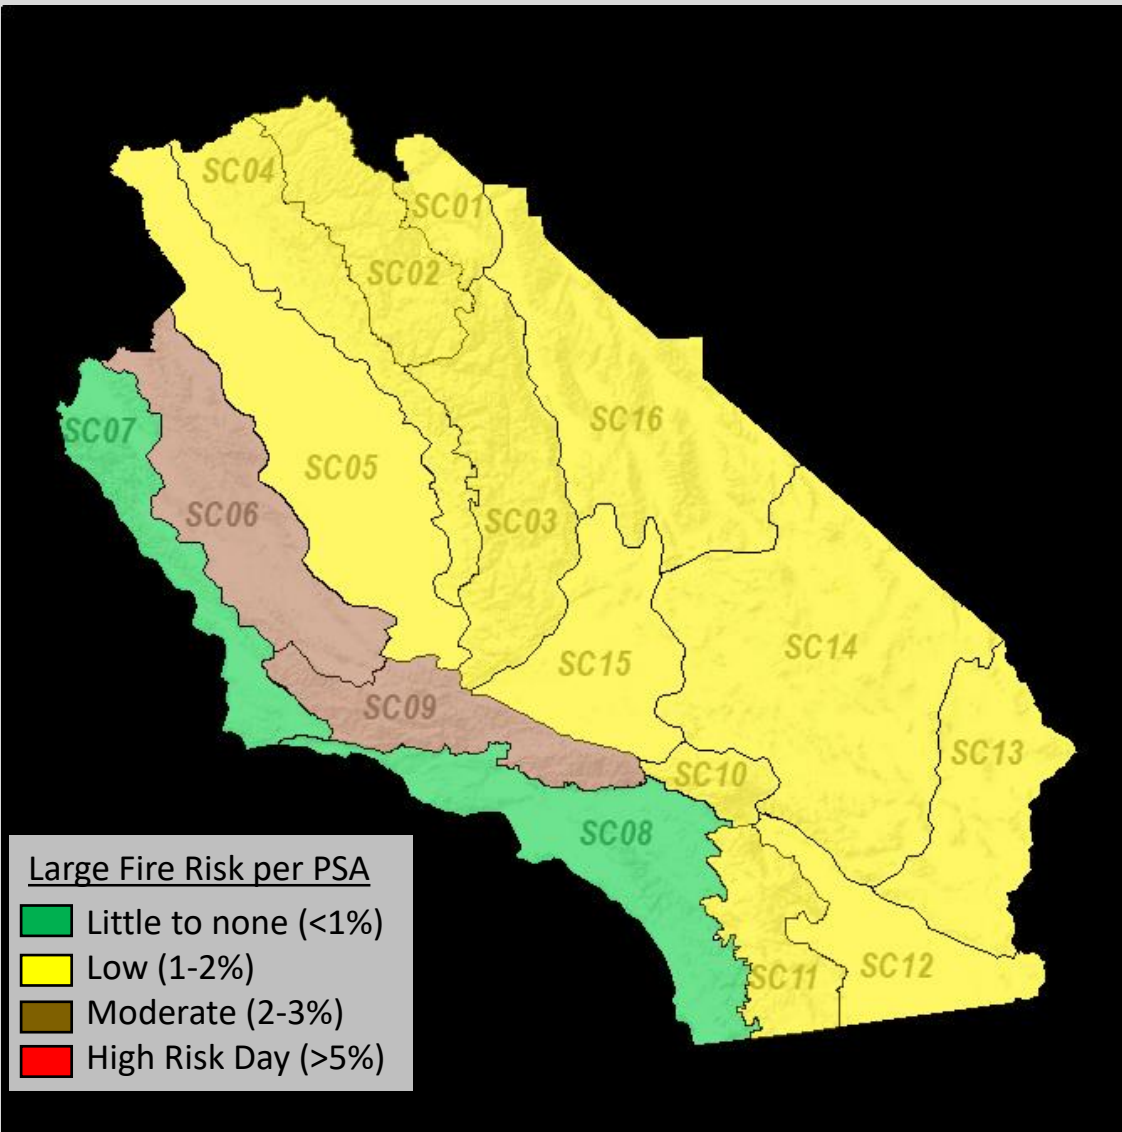 SC04
SC01
SC02
SC16
SC07
SC05
SC06
SC03
SC14
SC15
SC09
SC13
SC10
SC08
SC12
SC11
Large Fire Risk per PSA
Little to none (<1%)
Low (1-2%)
Moderate (2-3%)
High Risk Day (>5%)